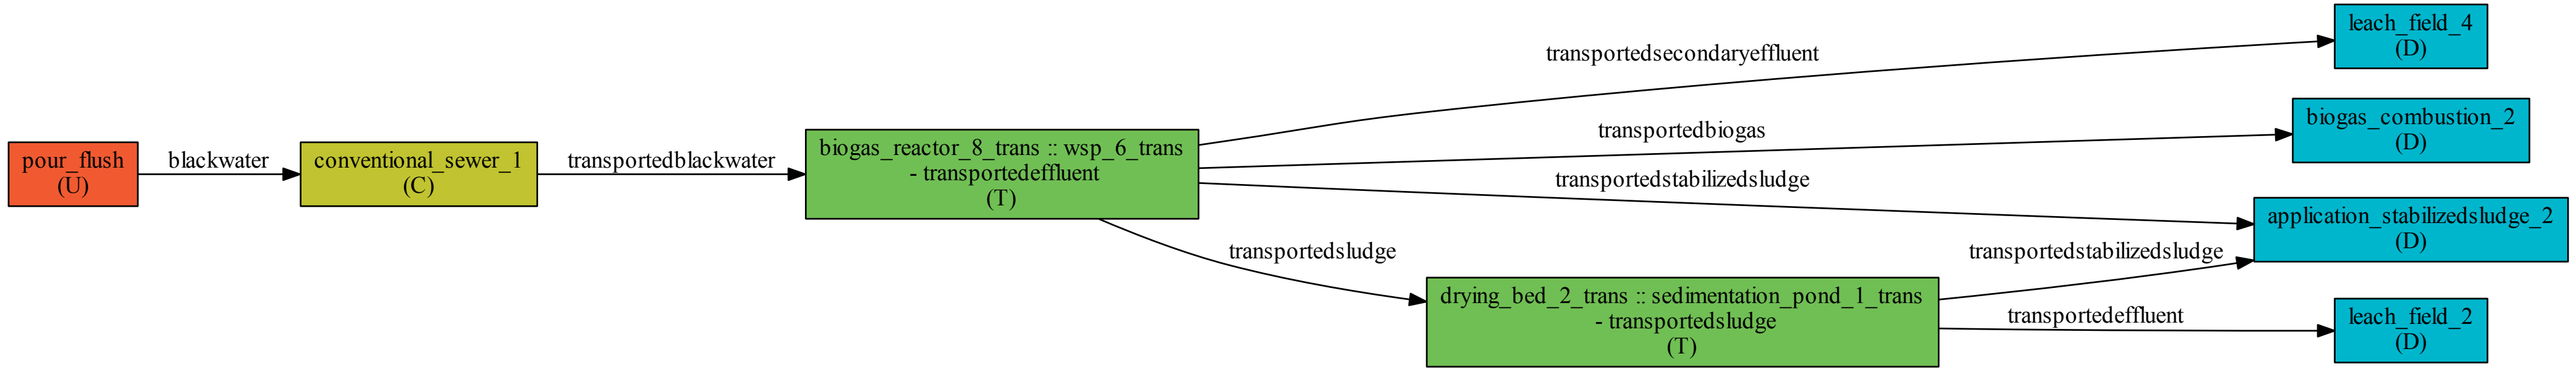 pour_flush
(U)
blackwater
conventional_sewer_1
(C)
transportedblackwater
biogas_reactor_8_trans :: wsp_6_trans
- transportedeffluent
(T)
transportedsecondaryeffluent
transportedbiogas
transportedstabilizedsludge
transportedsludge
drying_bed_2_trans :: sedimentation_pond_1_trans
- transportedsludge
(T)
transportedstabilizedsludge
transportedeffluent
leach_field_4
(D)
biogas_combustion_2
(D)
application_stabilizedsludge_2
(D)
leach_field_2
(D)